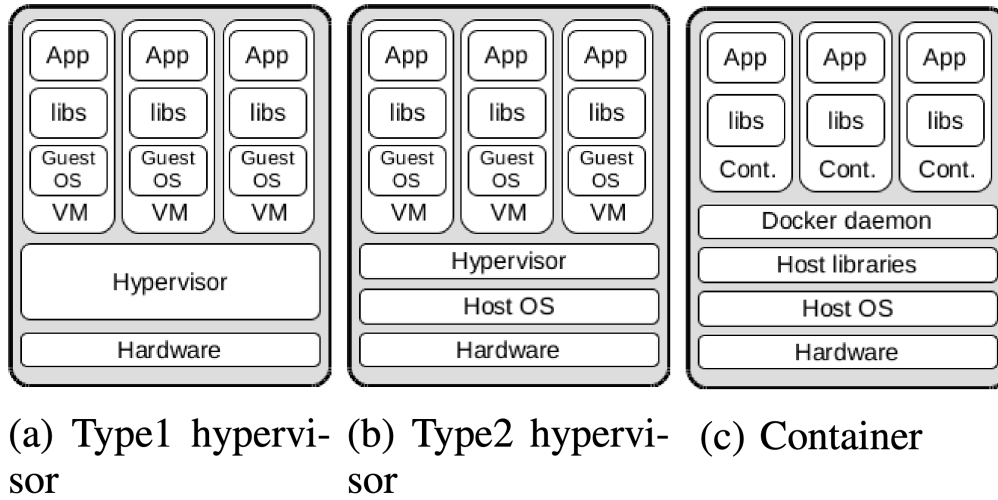 App App App
libs libs libs
Guest OS Guest OS Guest OS
VM VM VM
Hypervisor
Hardware
(a) Type1 hypervi-
sor
App App App
libs libs libs
Guest OS Guest OS Guest OS
VM VM VM
Hypervisor
Host OS
Hardware
(b) Type2 hypervi-
sor
App App App
libs libs libs
Cont. Cont. Cont.
Docker daemon
Host libraries
Host OS
Hardware
(c) Container